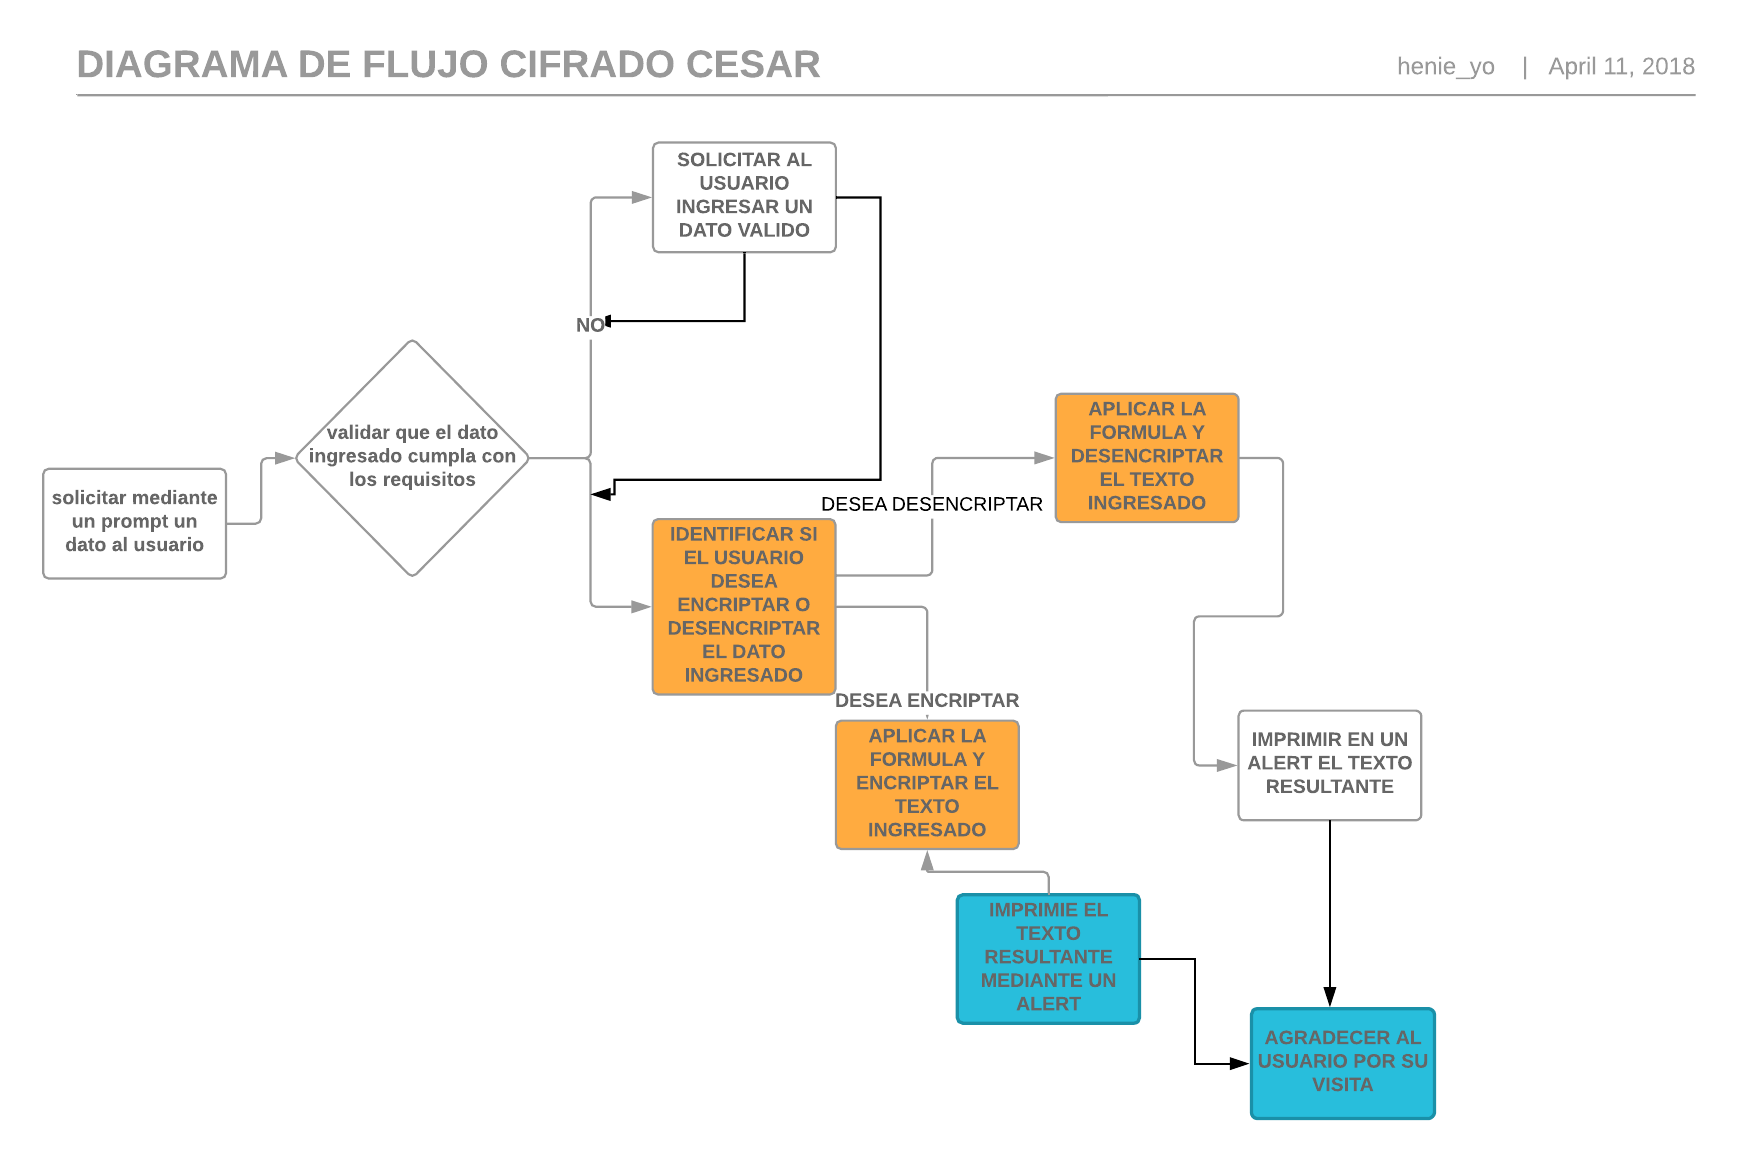 DIAGRAMA DE FLUJO CIFRADO CESAR
henie_yo | April 11, 2018
SOLICITAR AL
USUARIO
INGRESAR UN
DATO VALIDO
NO
validar que el dato
ingresado cumpla con
los requisitos
solicitar mediante
un prompt un
dato al usuario
APLICAR LA
FORMULA Y
DESENCRIPTAR
EL TEXTO
INGRESADO
DESEA DESENCRIPTAR
IDENTIFICAR SI
EL USUARIO
DESEA
ENCRIPTAR O
DESENCRIPTAR
EL DATO
INGRESADO
DESEA ENCRIPTAR
APLICAR LA
FORMULA Y
ENCRIPTAR EL
TEXTO
INGRESADO
IMPRIMIR EN UN
ALERT EL TEXTO
RESULTANTE
IMPRIMIE EL
TEXTO
RESULTANTE
MEDIANTE UN
ALERT
AGRADECER AL
USUARIO POR SU
VISITA